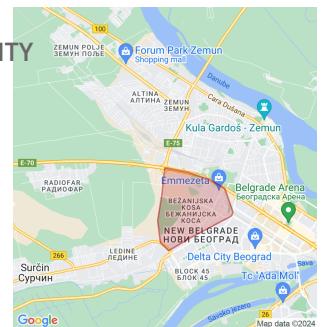 ITY
100
ZEMUN POLJE
ЗЕМУН ПОЉЕ
Forum Park Zemun
Shopping mall
Danube
ALTINA
АЛТИНА
ZEMUN
ЗЕМУН
Cara Dušana
Kula Gardoš - Zemun
E-75
E-70
RADIOFAR
РАДИОФАР
Emmezeta
Belgrade Arena
Београдска Арена
BEŽANIJSKA
KOSA
БЕЖАНИЈСКА
КОСА
NEW BELGRADE
НОВИ БЕОГРАД
LEDINE
ЛЕДИНЕ
266
Surčin
Сурчин
Delta City Beograd
BLOCK 45
БЛОК 45
Tc "Ada Mol"
Savsko jezero
Google
Map data ©2024